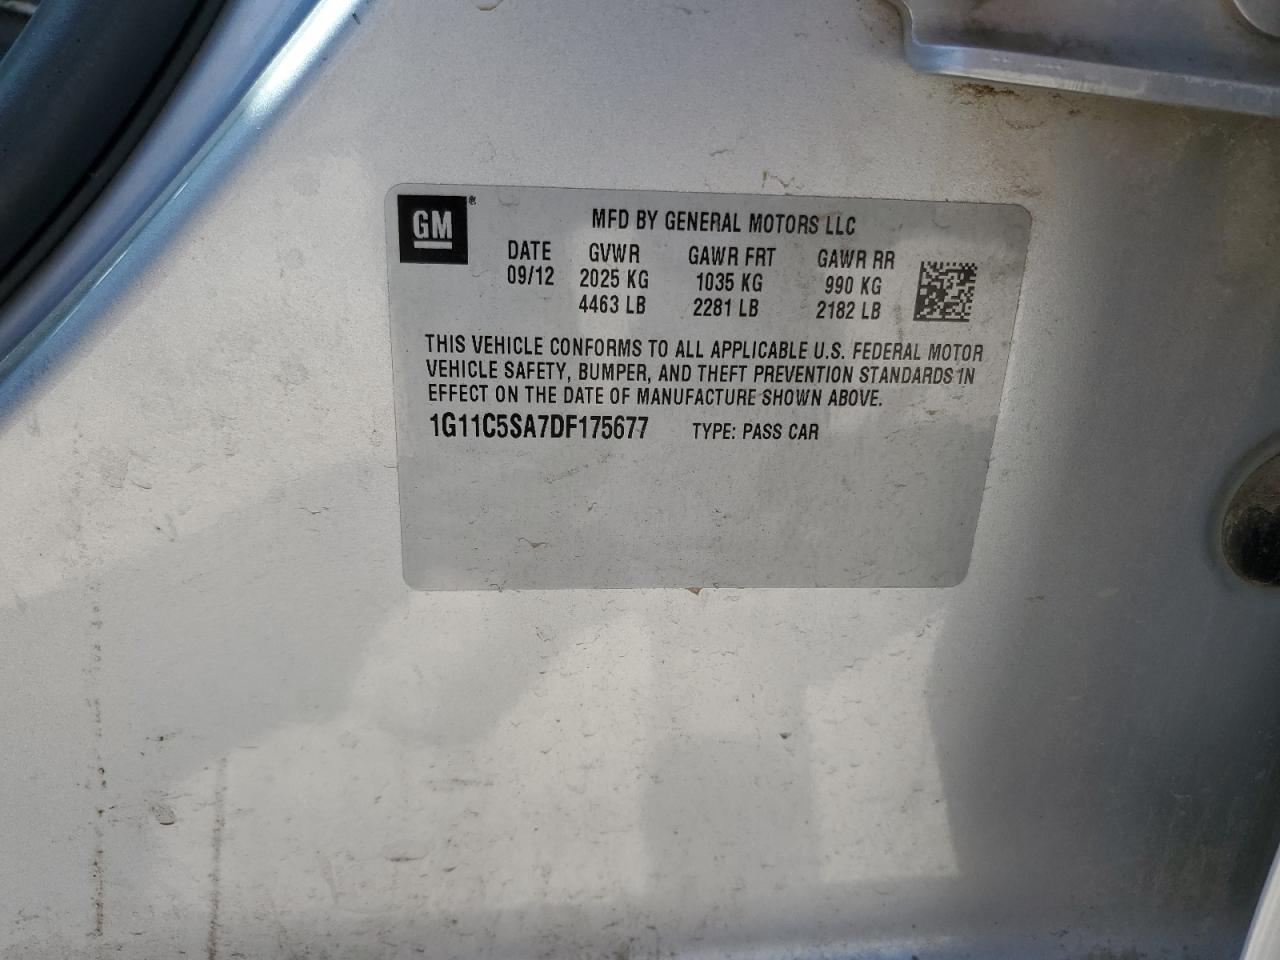 GM®
MFD BY GENERAL MOTORS LLC
DATE GVWR GAWR FRT GAWR RR
09/12 2025 KG 1035 KG 990 KG
4463 LB 2281 LB 2182 LB
THIS VEHICLE CONFORMS TO ALL APPLICABLE U.S. FEDERAL MOTOR
VEHICLE SAFETY, BUMPER, AND THEFT PREVENTION STANDARDS IN
EFFECT ON THE DATE OF MANUFACTURE SHOWN ABOVE.
1G11C5SA7DF175677 TYPE: PASS CAR